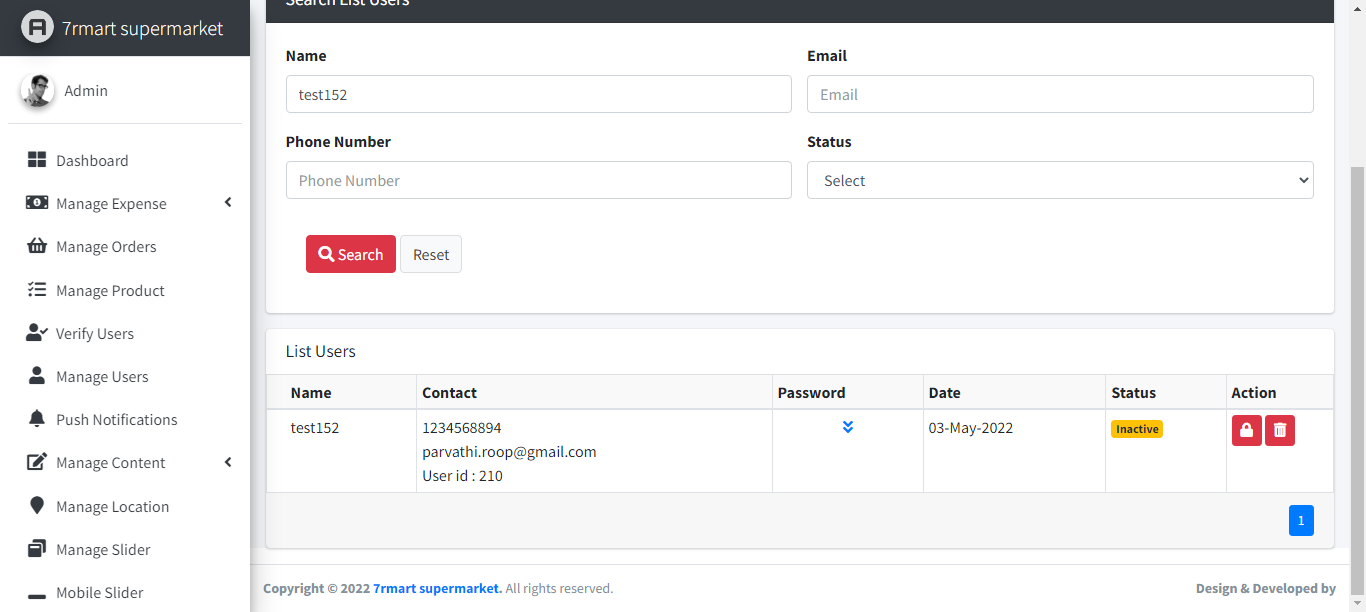 7rmart supermarket
Admin
Dashboard
Manage Expense
Manage Orders
Manage Product
Verify Users
Manage Users
Push Notifications
Manage Content
Manage Location
Manage Slider
Mobile Slider
Search List Users
Name
Email
test152
Email
Phone Number
Status
Phone Number
Select
Search
Reset
List Users
Name Contact Password Date Status Action
test152 1234568894 03-May-2022 Inactive
parvathi.roop@gmail.com
User id : 210
1
Copyright © 2022 7rmart supermarket. All rights reserved.
Design & Developed by